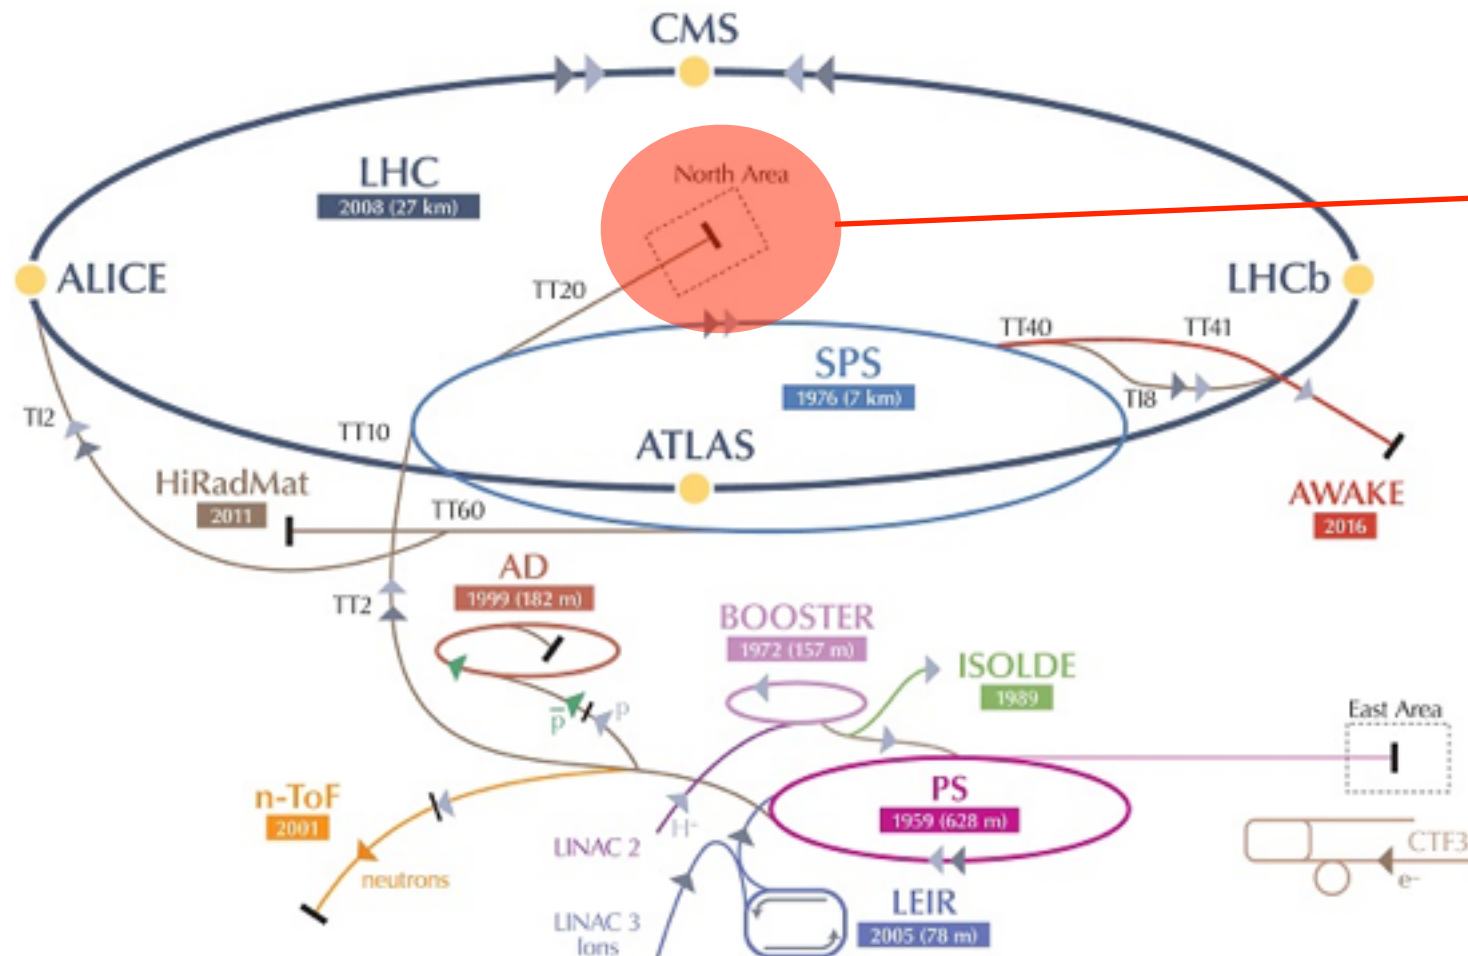 CMS
LHC
2008 (27 km)
North Area
ALICE
LHCb
TT20
TT40
TT41
SPS
1976 (7 km)
TI8
TI2
TT10
ATLAS
HiRadMat
2011
TT60
AWAKE
2016
AD
1999 (182 m)
TT2
BOOSTER
1972 (157 m)
ISOLDE
1989
p̅
p
East Area
n-ToF
2001
PS
1959 (628 m)
H⁻
LINAC 2
CTF3
neutrons
e⁻
LEIR
2005 (78 m)
LINAC 3
Ions